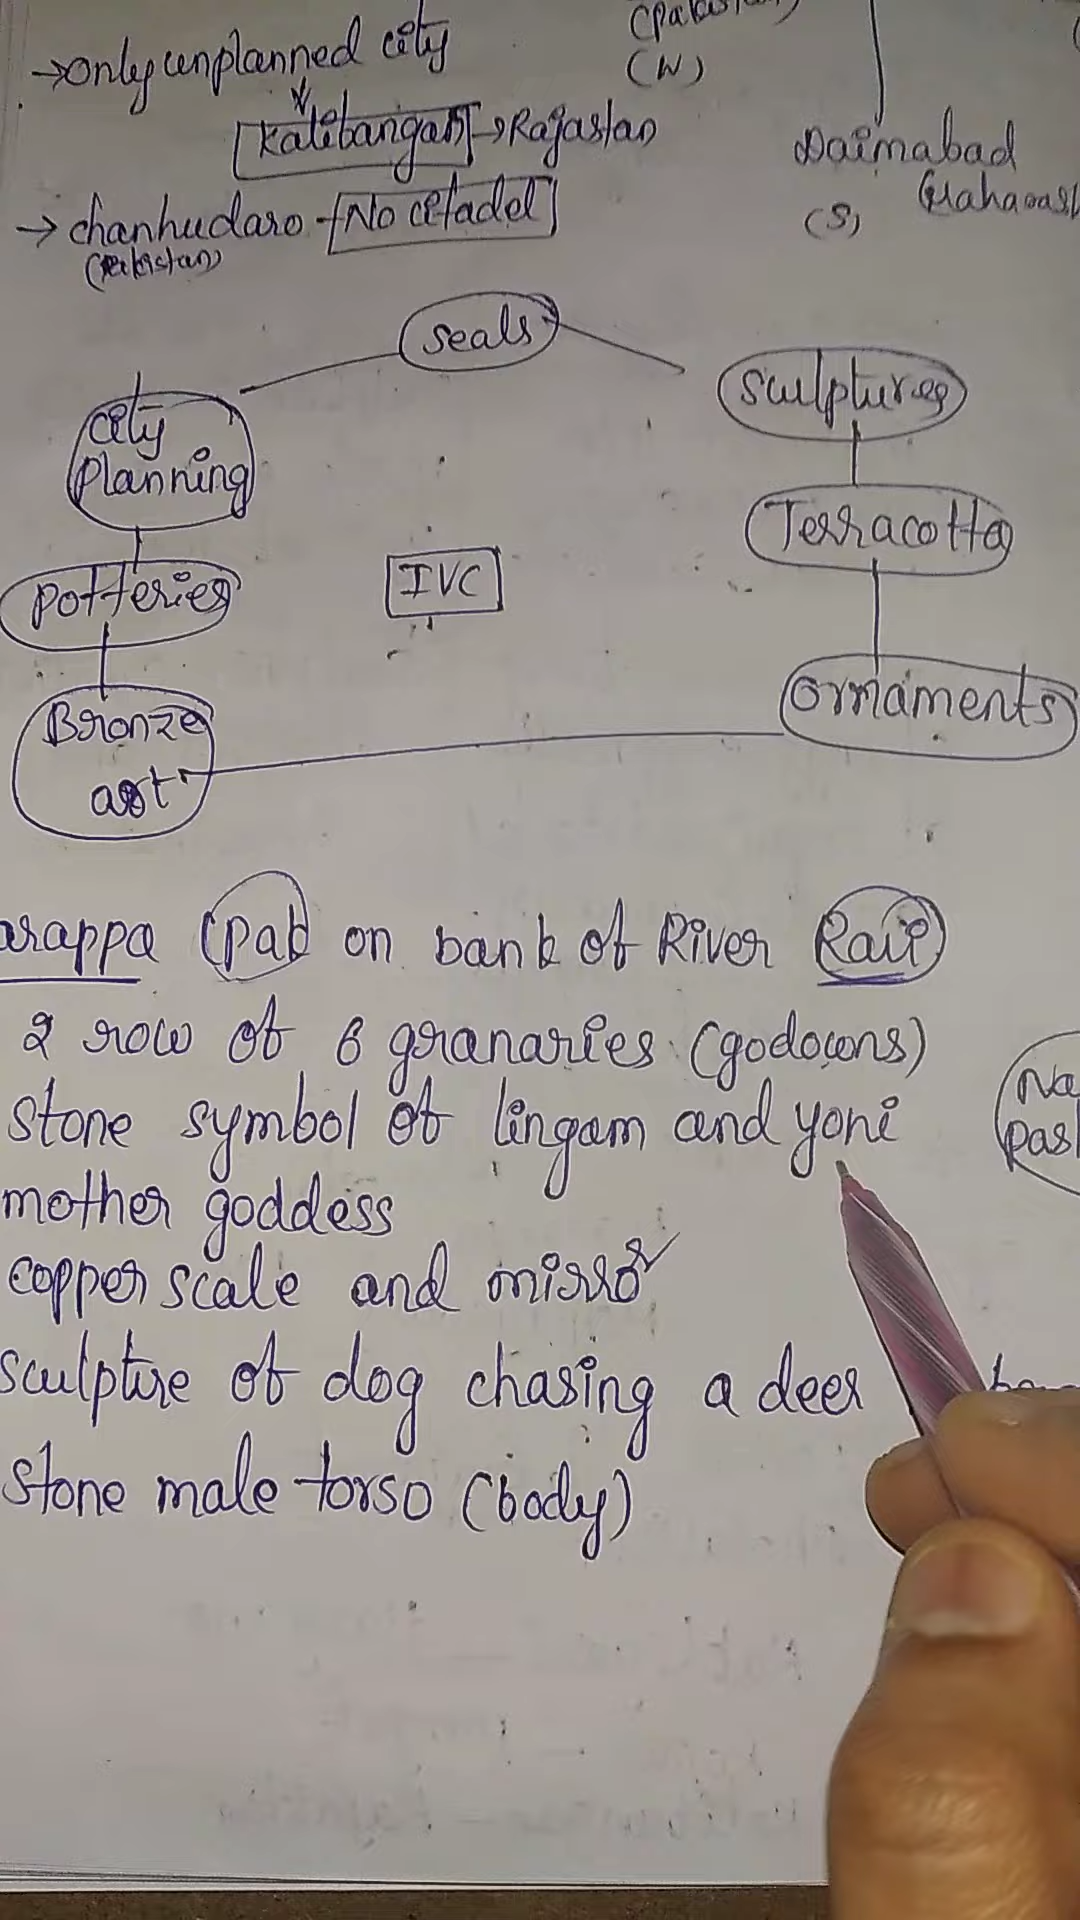 →only unplanned city
(W)
Kalibangan →Rajastan
Daimabad
(S)
→ chanhudaro - No citadel
(Pakistan)
seals
sculptures
city
planning
Terracotta
IVC
potteries
ornaments
Bronze
art
arappa (Pak) on bank of River Ravi
2 row of 6 granaries (godowns)
stone symbol of lingam and yoni
mother goddess
copper scale and mirror
sculpture of dog chasing a deer
stone male torso (body)